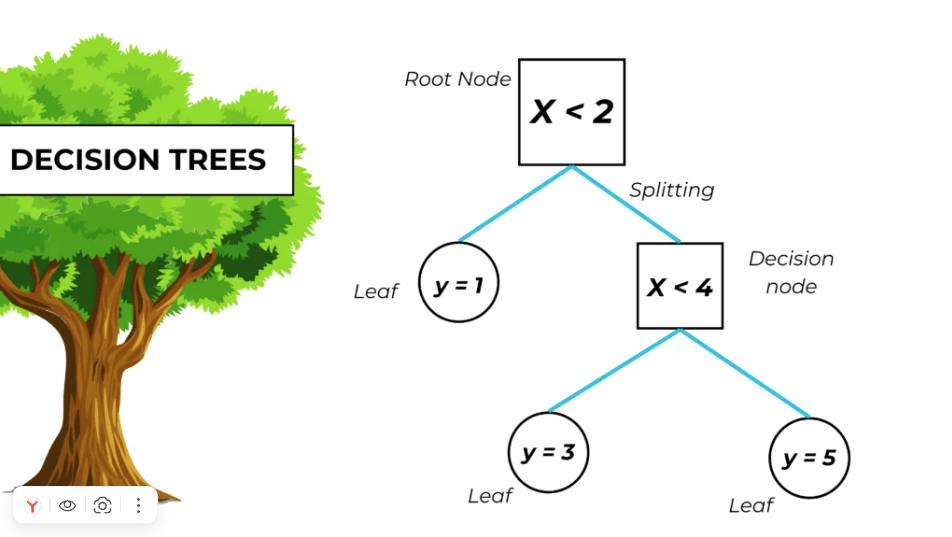 DECISION TREES
Root Node
X < 2
Splitting
Leaf
y = 1
X < 4
Decision
node
y = 3
Leaf
y = 5
Leaf